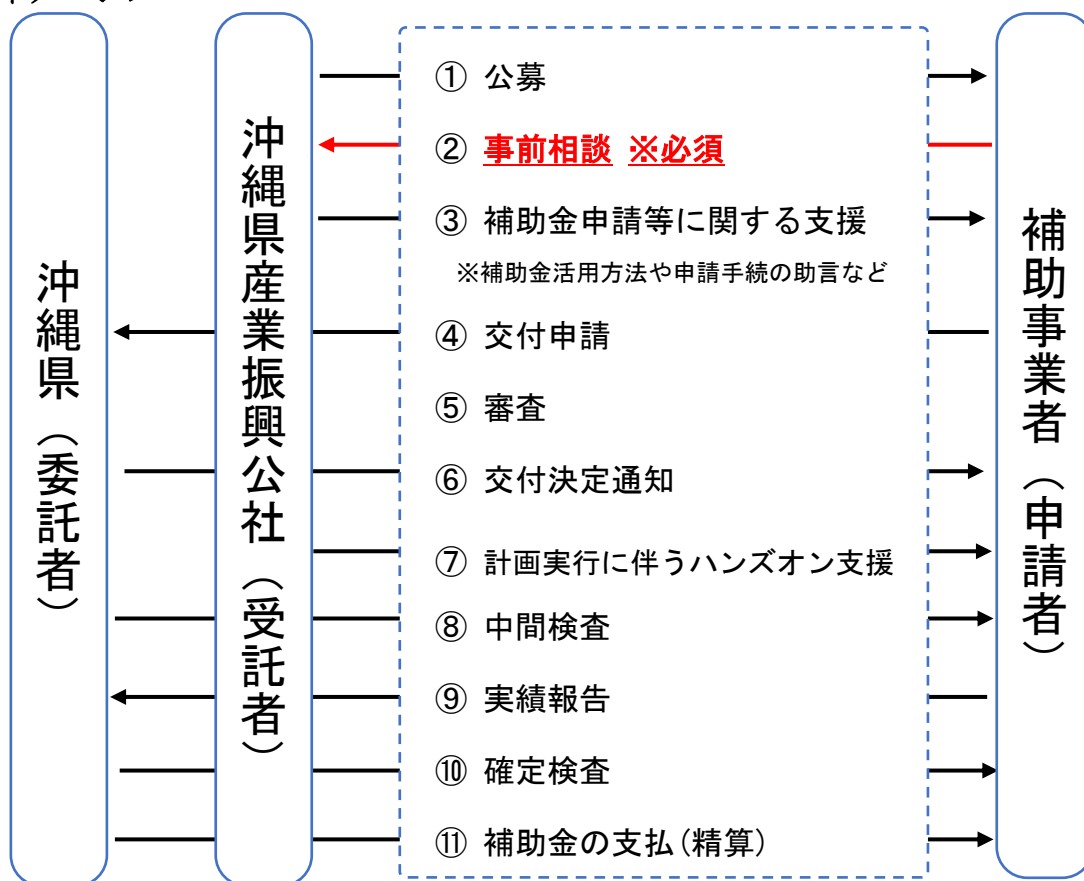 沖縄県（委託者）
沖縄県産業振興公社（受託者）
① 公募
② 事前相談 ※必須
③ 補助金申請等に関する支援
※補助金活用方法や申請手続の助言など
④ 交付申請
⑤ 審査
⑥ 交付決定通知
⑦ 計画実行に伴うハンズオン支援
⑧ 中間検査
⑨ 実績報告
⑩ 確定検査
⑪ 補助金の支払(精算)
補助事業者（申請者）